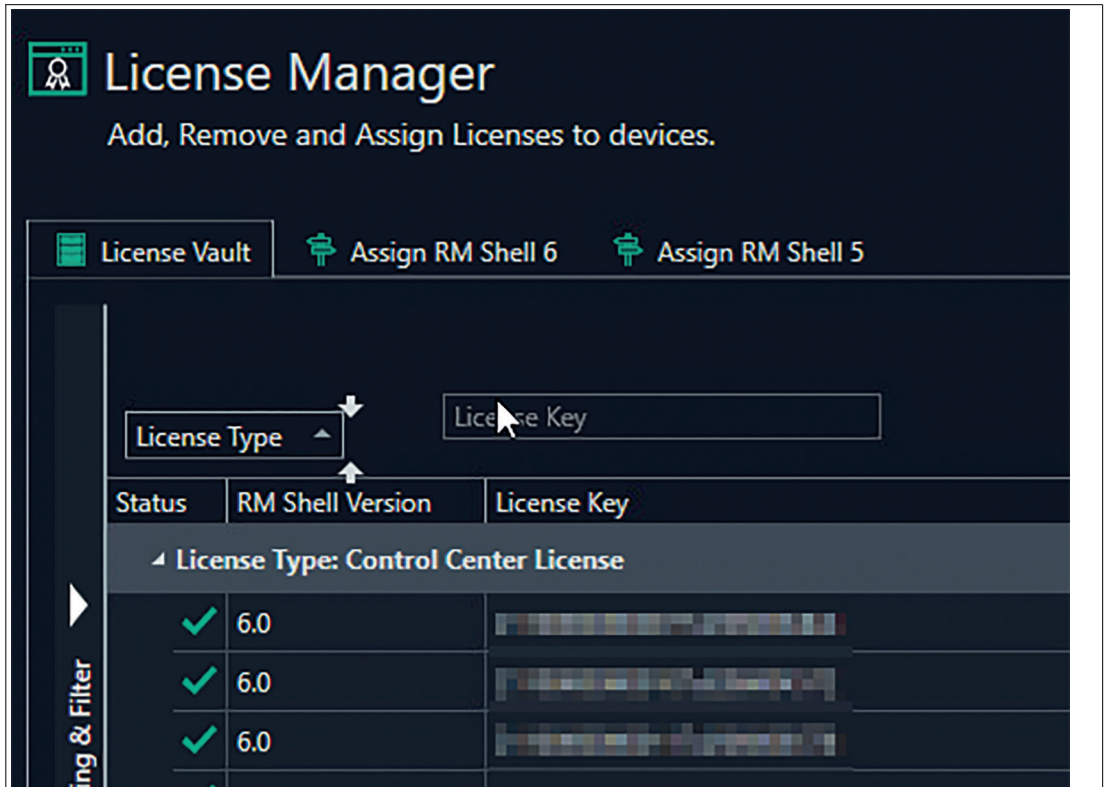 License Manager
Add, Remove and Assign Licenses to devices.
License Vault Assign RM Shell 6 Assign RM Shell 5
License Key
License Type
Status RM Shell Version License Key
License Type: Control Center License
6.0
6.0
6.0
& Filter